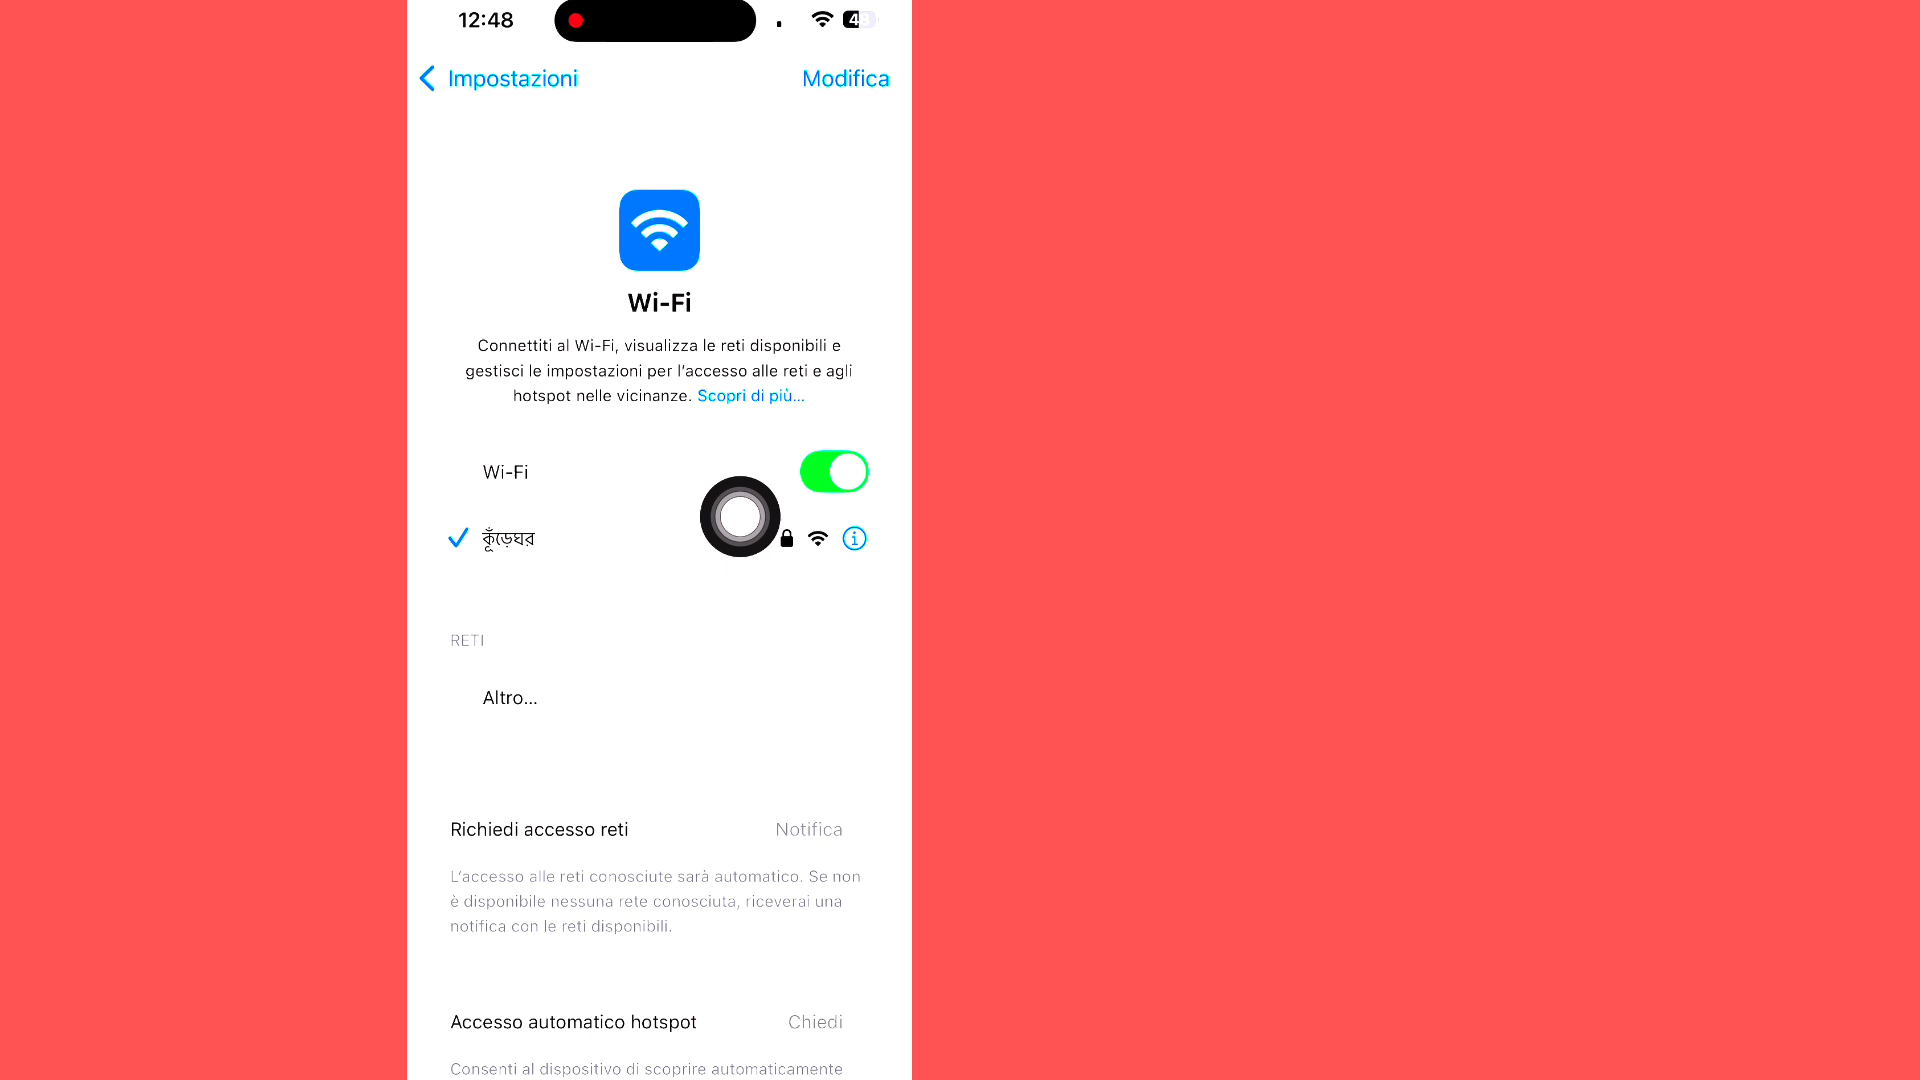 12:48
Impostazioni
Modifica
Wi-Fi
Connettiti al Wi-Fi, visualizza le reti disponibili e
gestisci le impostazioni per l'accesso alle reti e agli
hotspot nelle vicinanze. Scopri di più...
Wi-Fi
কুঁড়েঘর
RETI
Altro...
Richiedi accesso reti
Notifica
L'accesso alle reti conosciute sarà automatico. Se non
è disponibile nessuna rete conosciuta, riceverai una
notifica con le reti disponibili.
Accesso automatico hotspot
Chiedi
Consenti al dispositivo di scoprire automaticamente